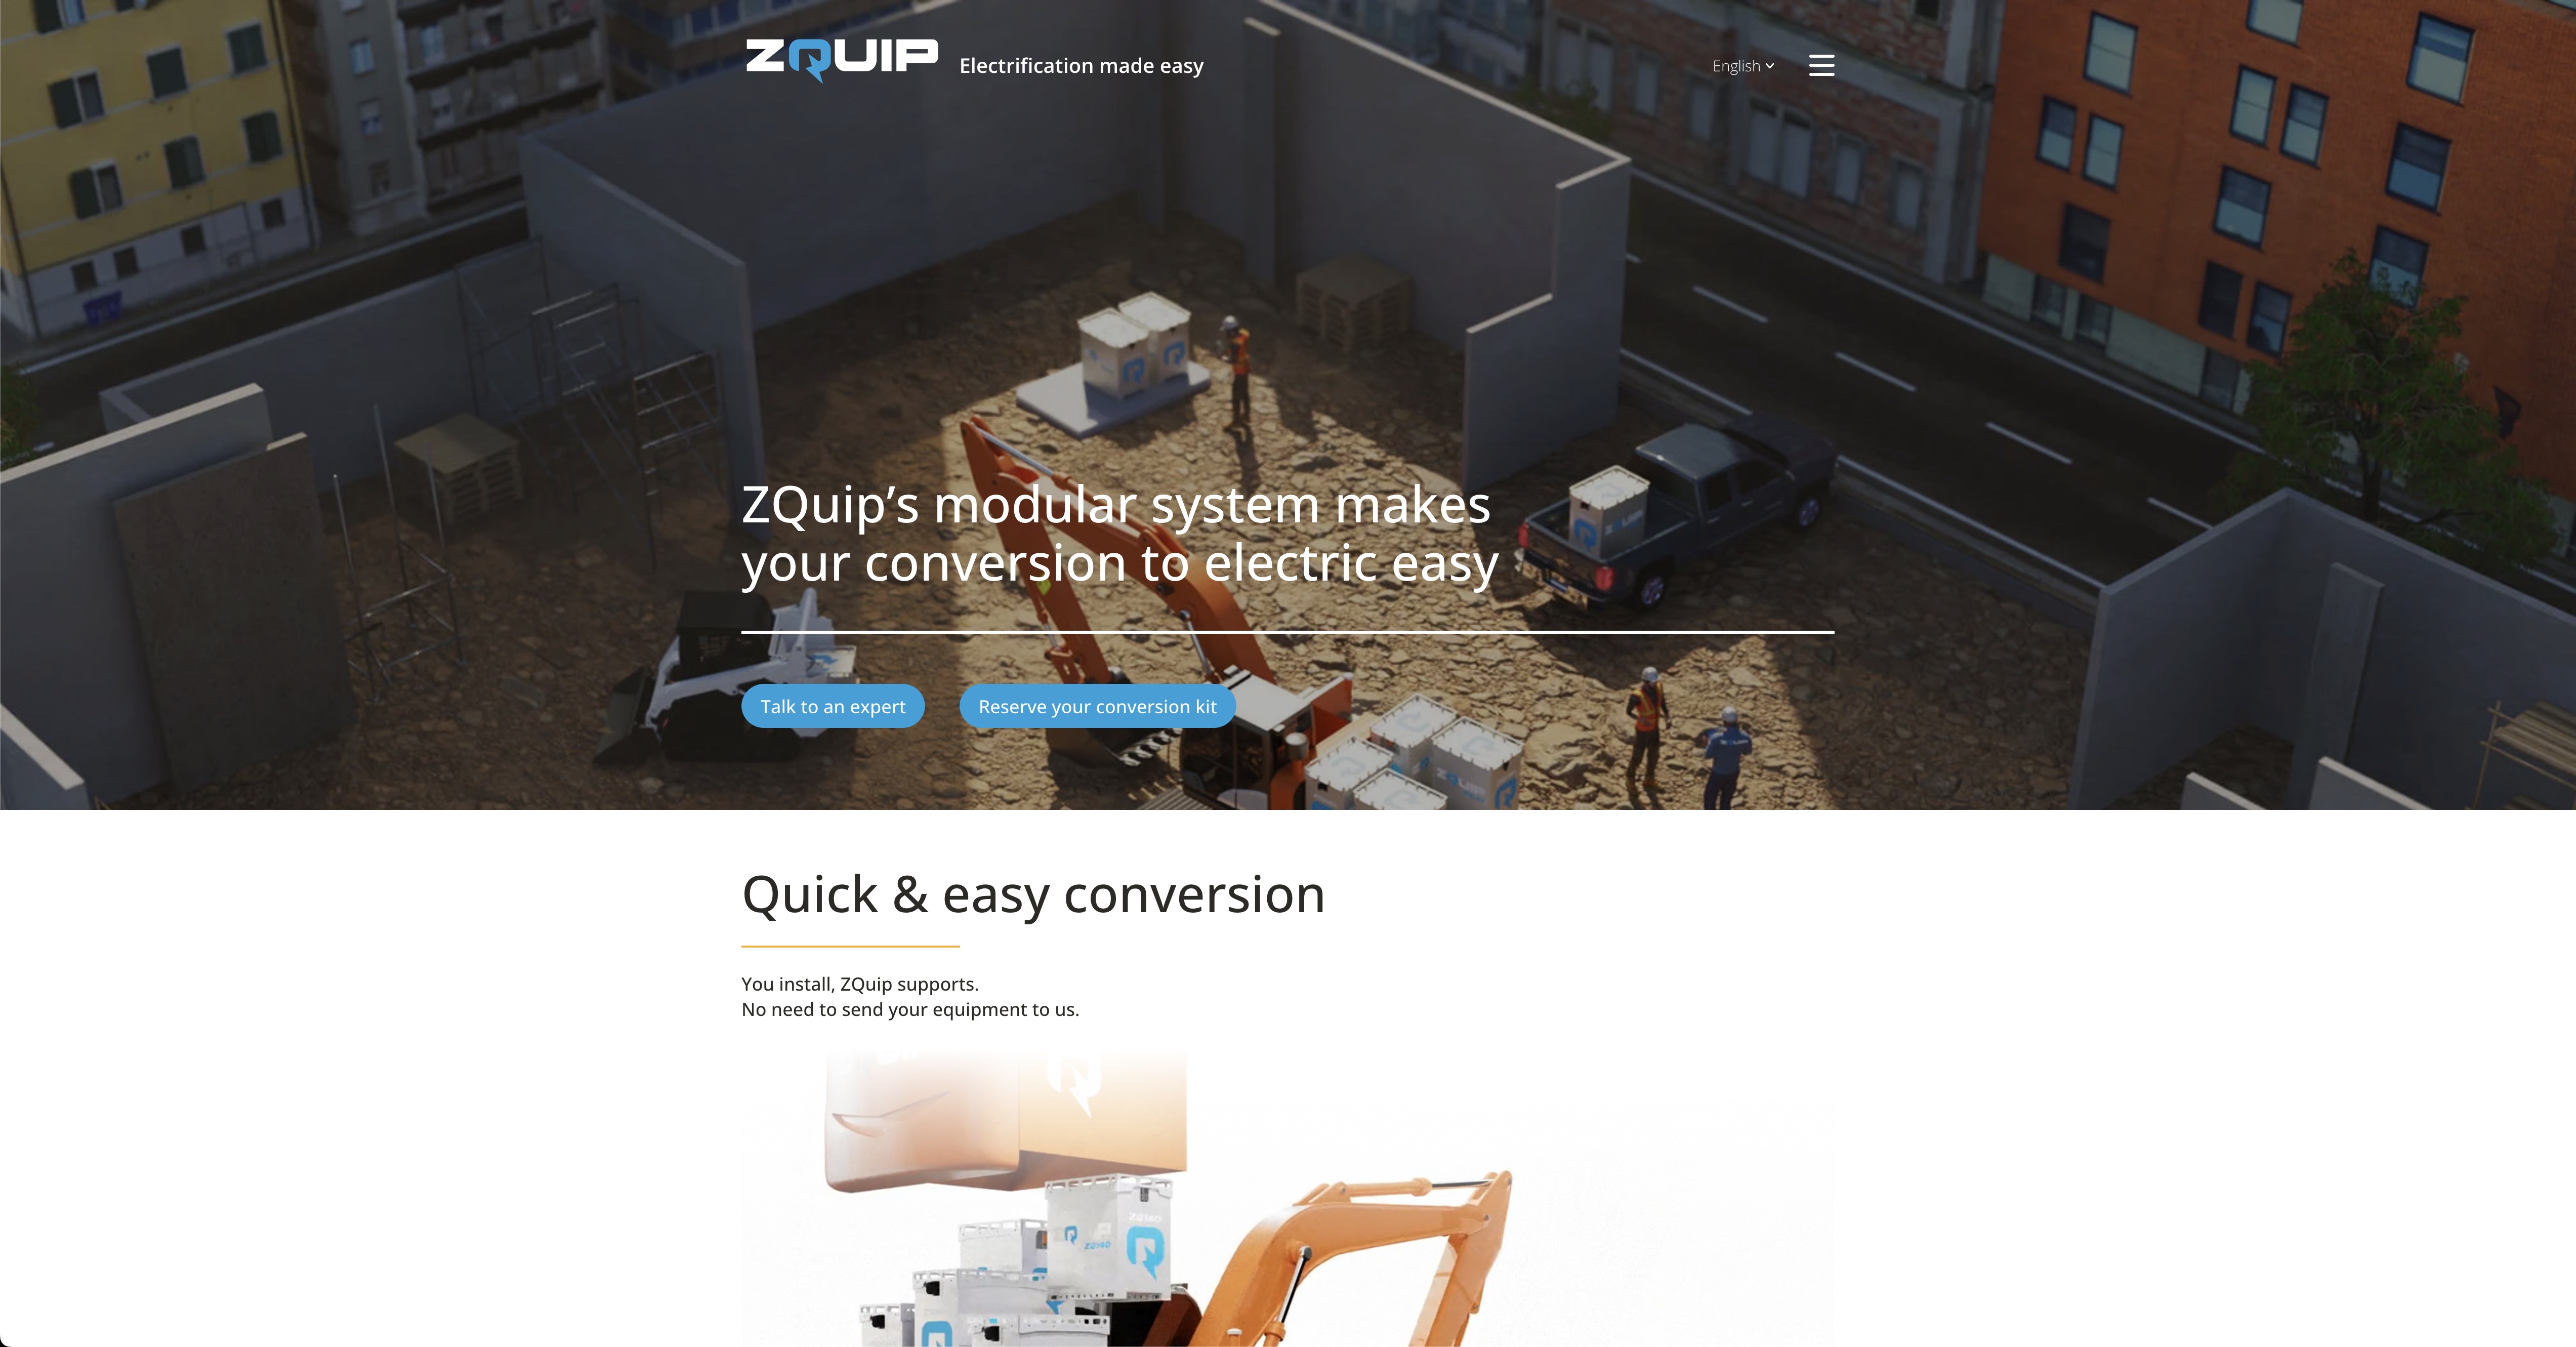 ZQUIP
Electrification made easy
English
ZQuip’s modular system makes
your conversion to electric easy
Talk to an expert
Reserve your conversion kit
Quick & easy conversion
You install, ZQuip supports.
No need to send your equipment to us.